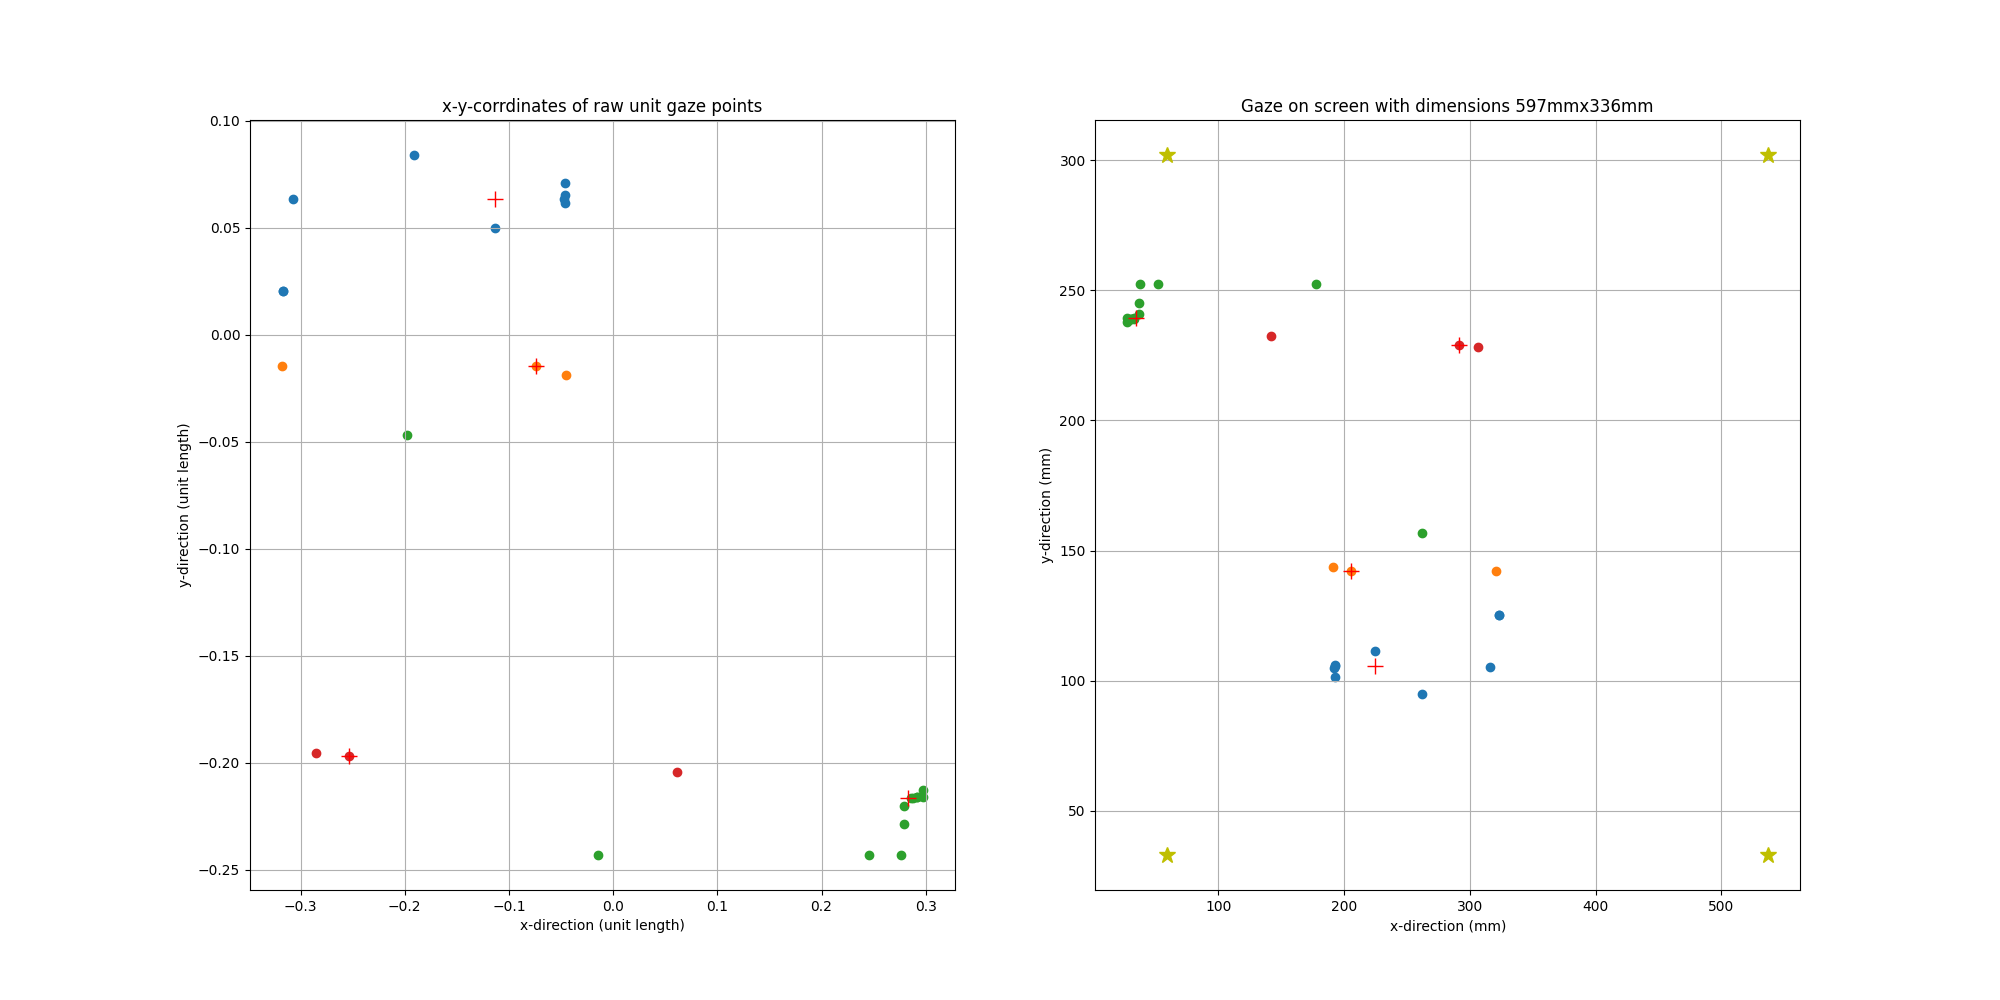 x-y-corrdinates of raw unit gaze points
0.10
0.05
0.00
−0.05
−0.10
−0.15
−0.20
−0.25
y-direction (unit length)
−0.3 −0.2 −0.1 0.0 0.1 0.2 0.3
x-direction (unit length)
Gaze on screen with dimensions 597mmx336mm
300
250
200
150
100
50
y-direction (mm)
100 200 300 400 500
x-direction (mm)